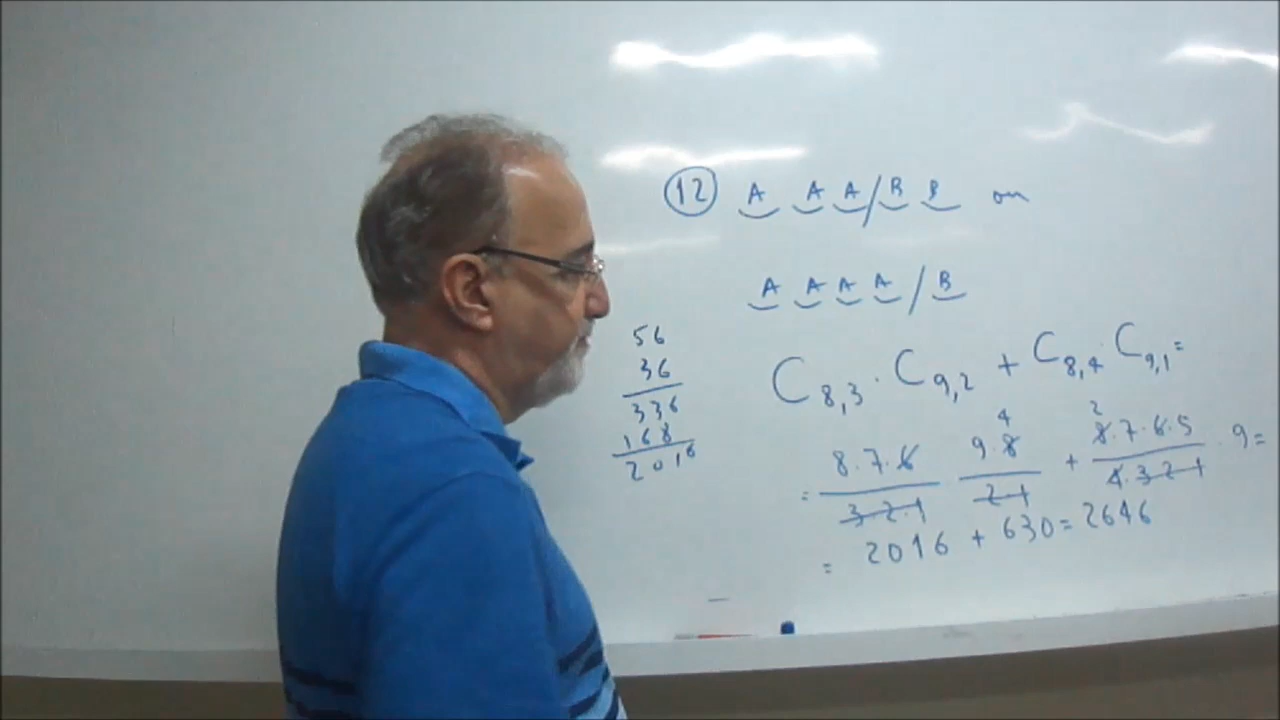 12 A A A / B B ou
A A A A / B
56
36
336
168
2016
C8,3 . C9,2 + C8,4 . C9,1 =
= 8.7.6/3.2.1 9.8/2.1 4 + 8.7.6.5/4.3.2.1 2 . 9 =
= 2016 + 630 = 2646